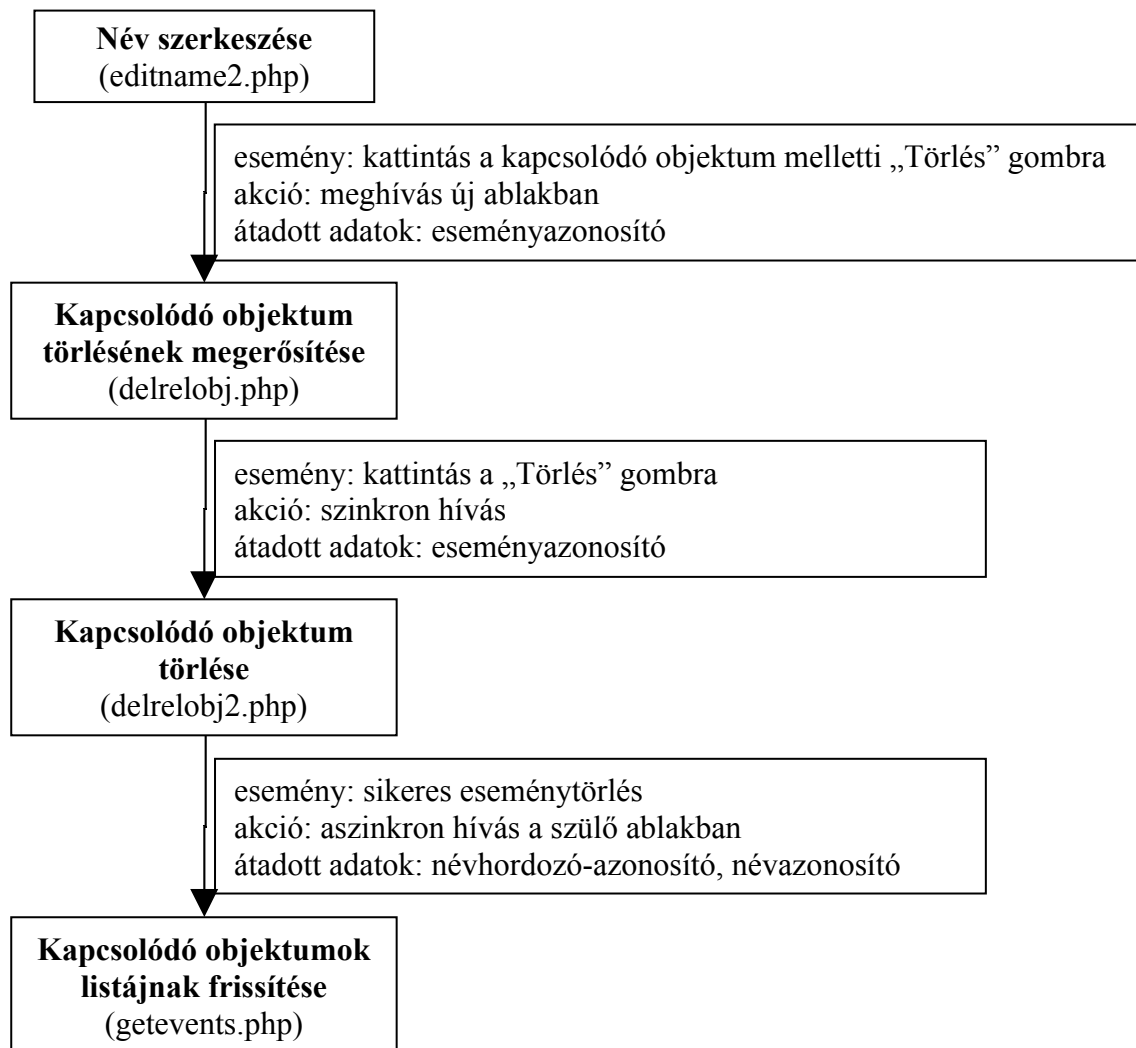 Név szerkeszése
(editname2.php)
esemény: kattintás a kapcsolódó objektum melletti „Törlés” gombra
akció: meghívás új ablakban
átadott adatok: eseményazonosító
Kapcsolódó objektum
törlésének megerősítése
(delrelobj.php)
esemény: kattintás a „Törlés” gombra
akció: szinkron hívás
átadott adatok: eseményazonosító
Kapcsolódó objektum
törlése
(delrelobj2.php)
esemény: sikeres eseménytörlés
akció: aszinkron hívás a szülő ablakban
átadott adatok: névhordozó-azonosító, névazonosító
Kapcsolódó objektumok
listájnak frissítése
(getevents.php)